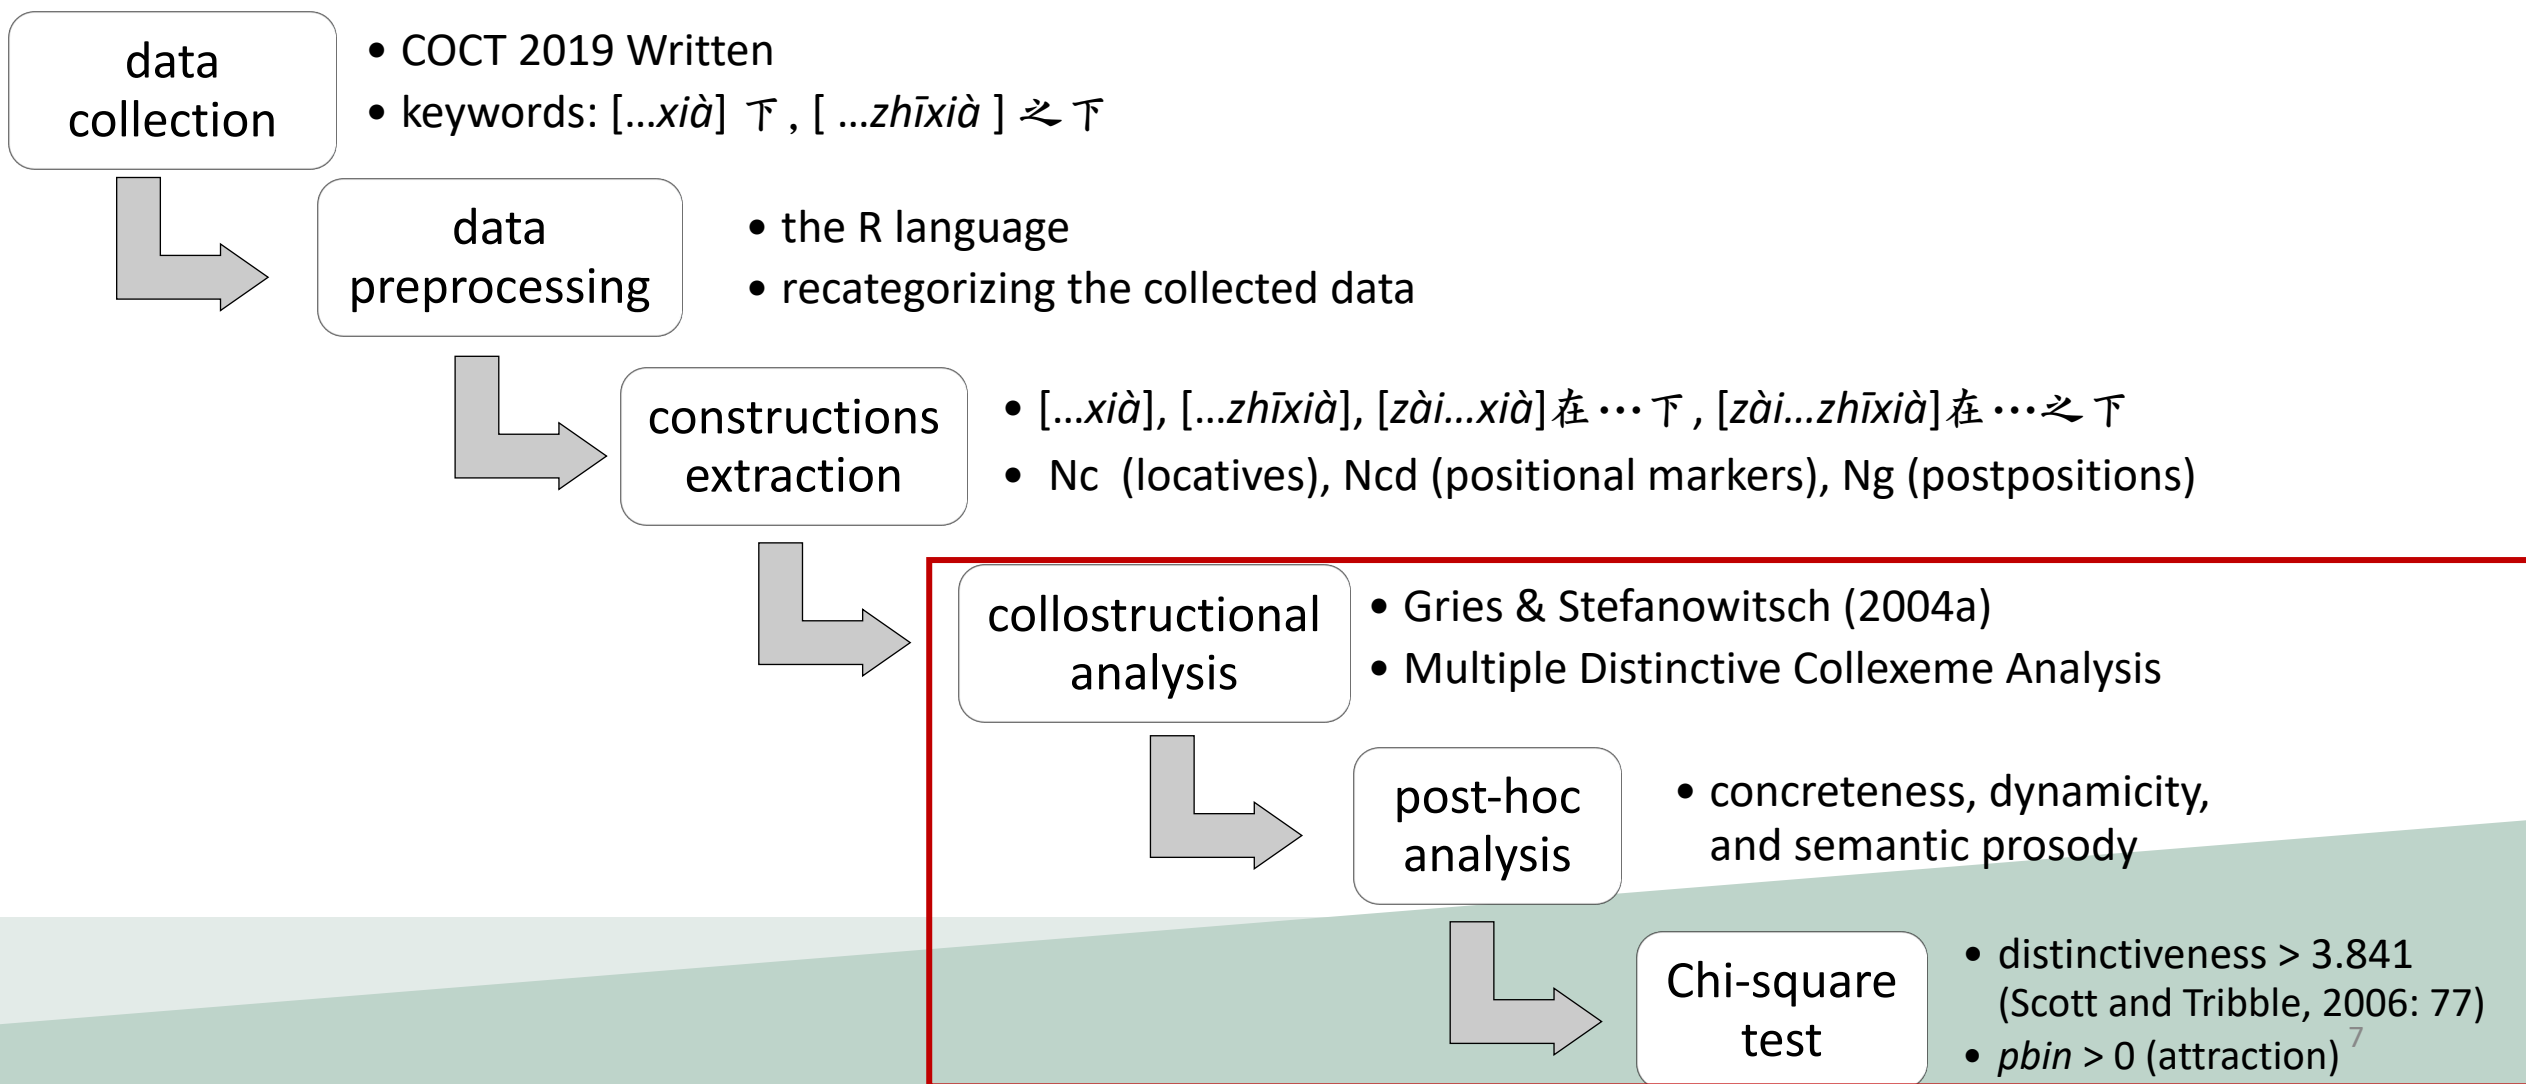 data
collection
• COCT 2019 Written
• keywords: […xià] 下, [ …zhīxià ] 之下
data
preprocessing
• the R language
• recategorizing the collected data
constructions
extraction
• […xià], […zhīxià], [zài…xià]在…下, [zài…zhīxià]在…之下
• Nc (locatives), Ncd (positional markers), Ng (postpositions)
collostructional
analysis
• Gries & Stefanowitsch (2004a)
• Multiple Distinctive Collexeme Analysis
post-hoc
analysis
• concreteness, dynamicity,
and semantic prosody
Chi-square
test
• distinctiveness > 3.841
(Scott and Tribble, 2006: 77)
• pbin > 0 (attraction)
7